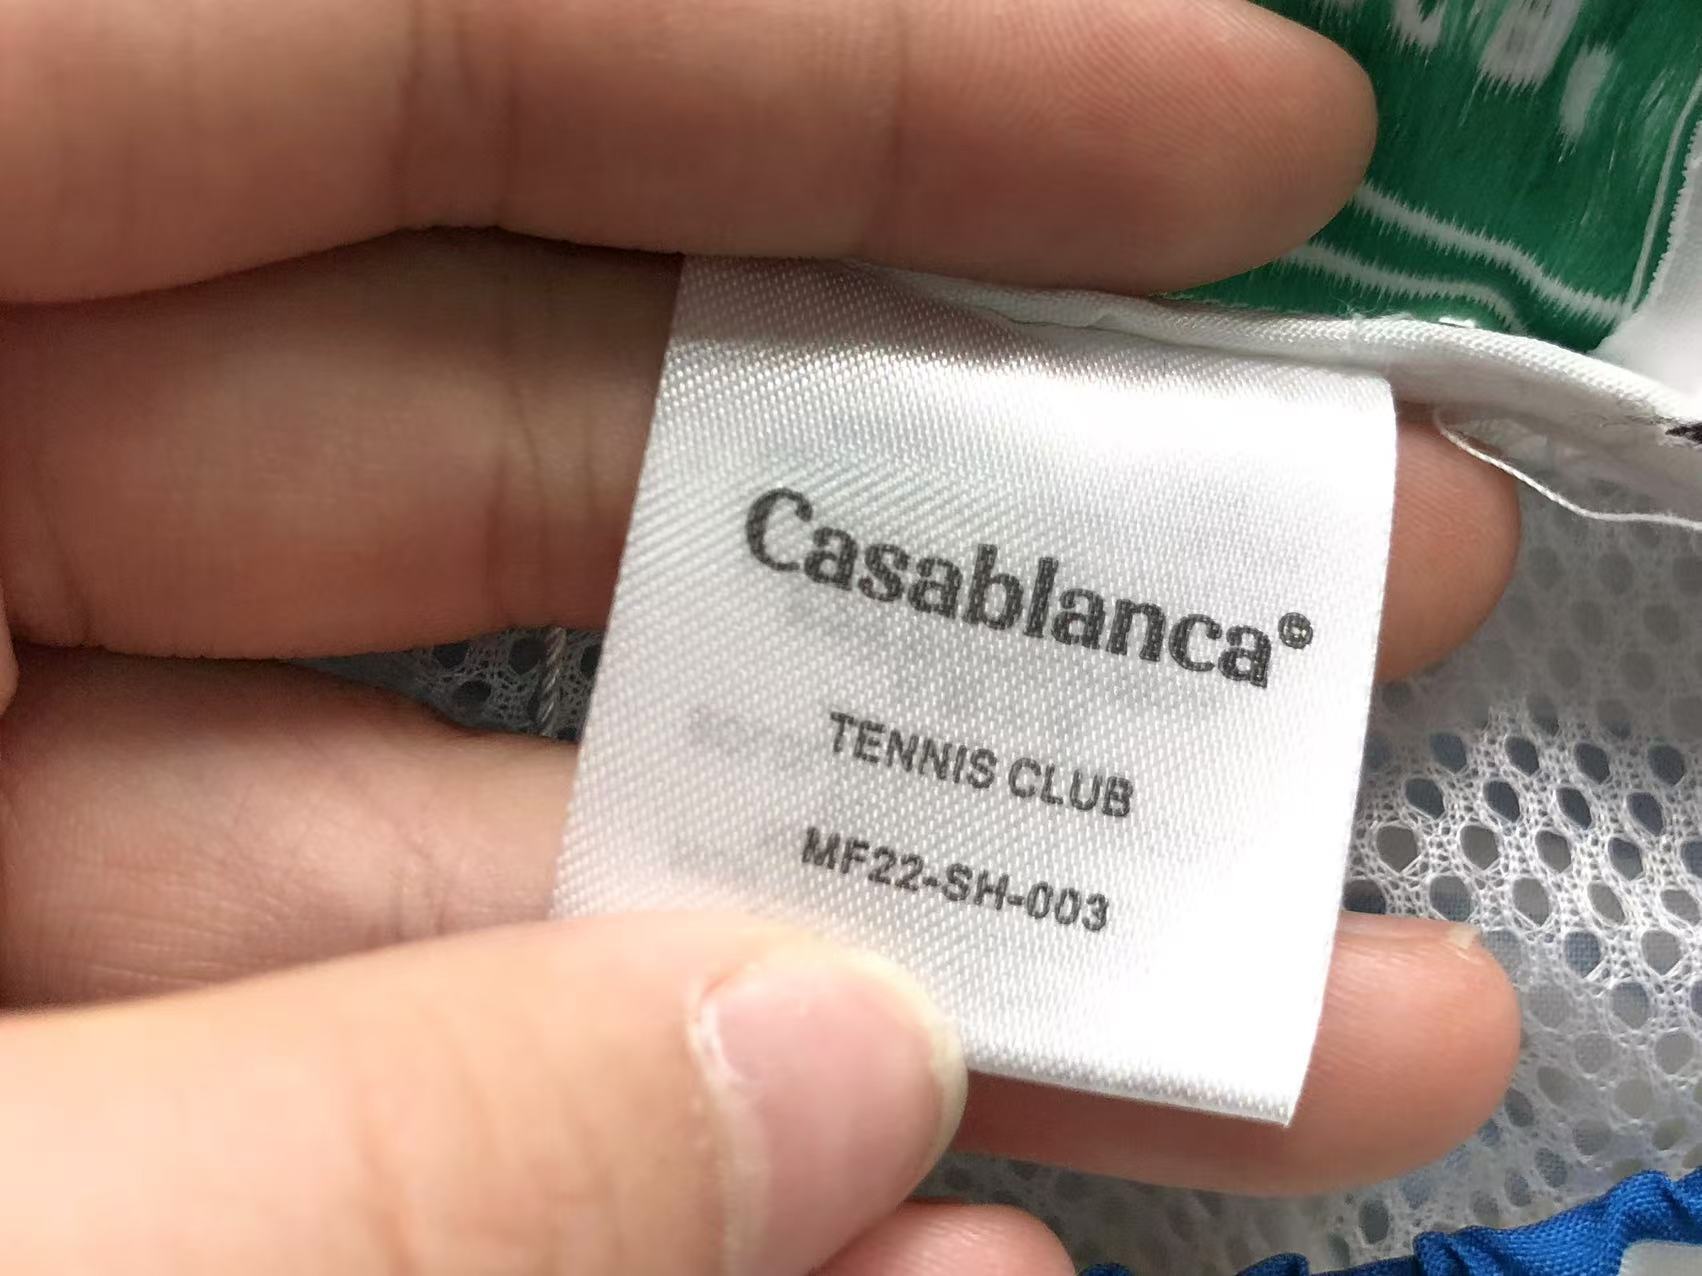 Casablanca©
TENNIS CLUB
MF22-SH-003